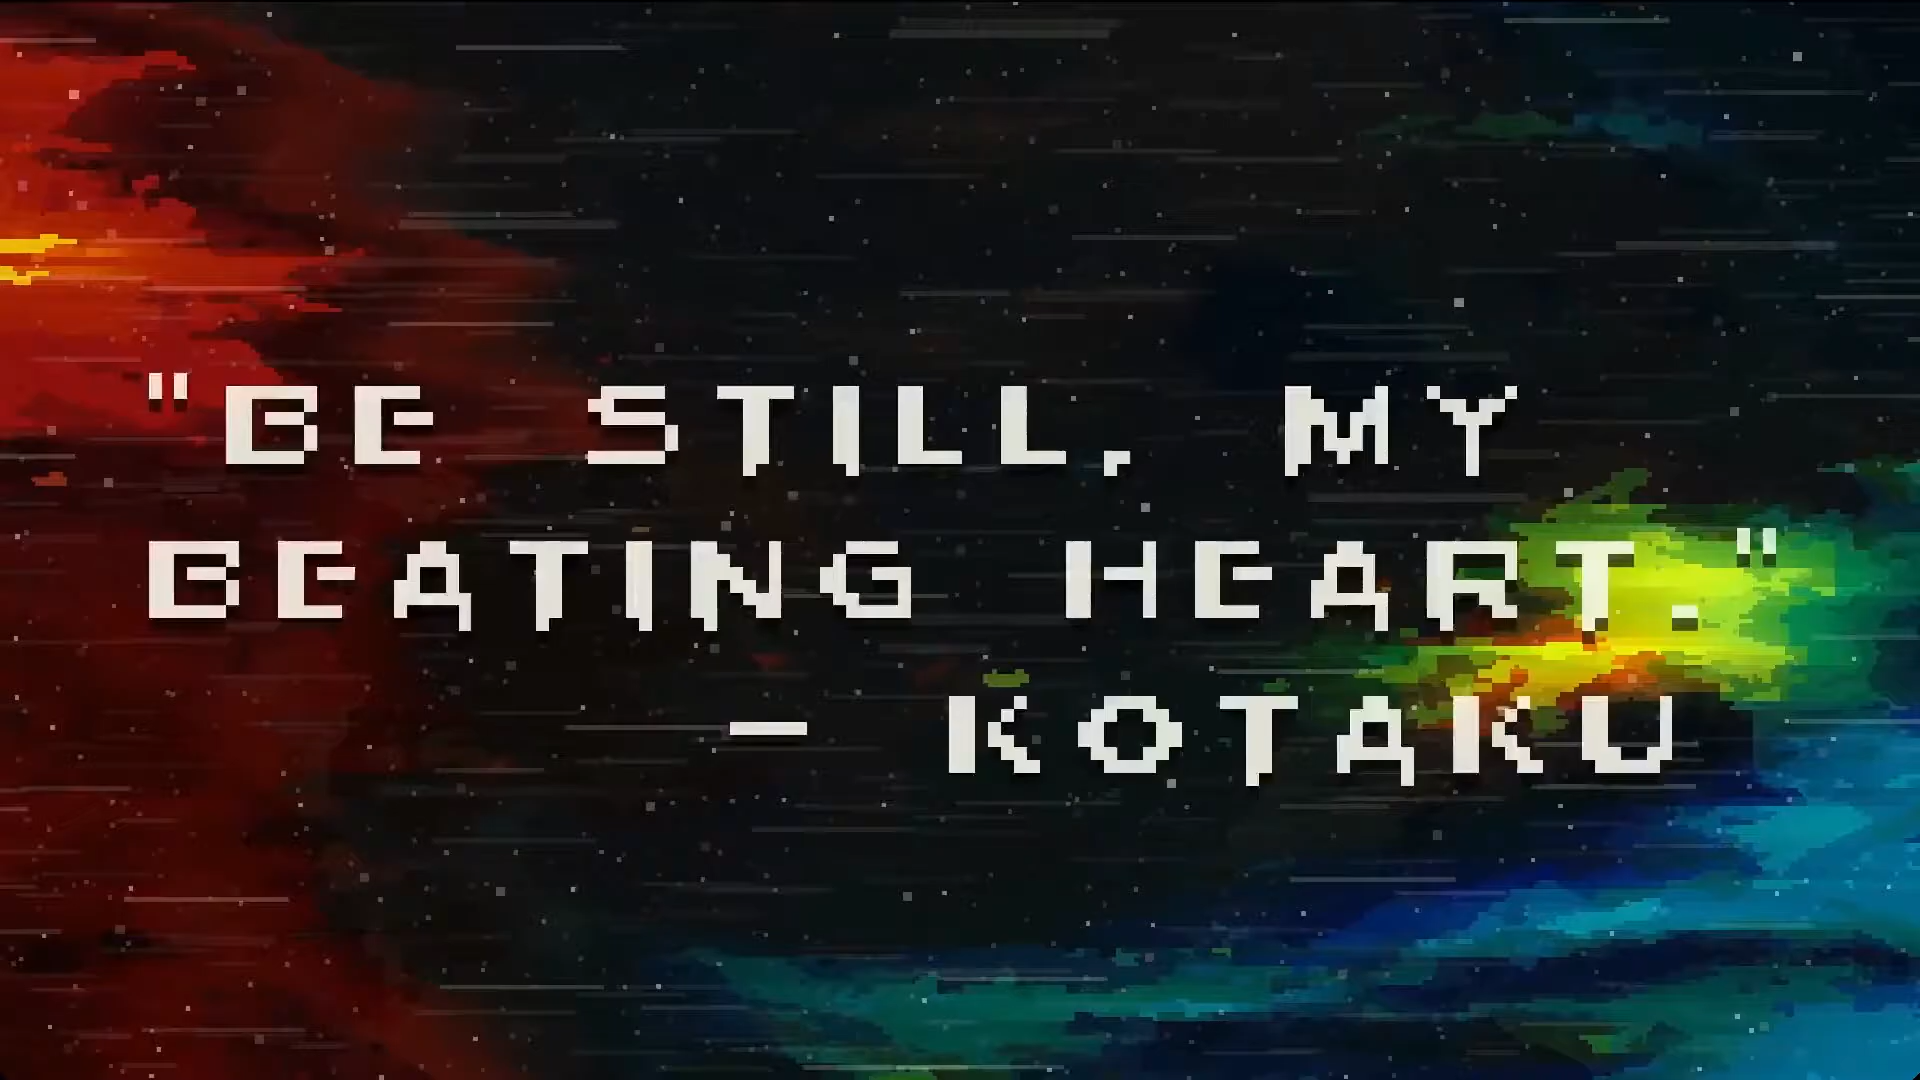 "BE STILL, MY
BEATING HEART."
— KOTAKU